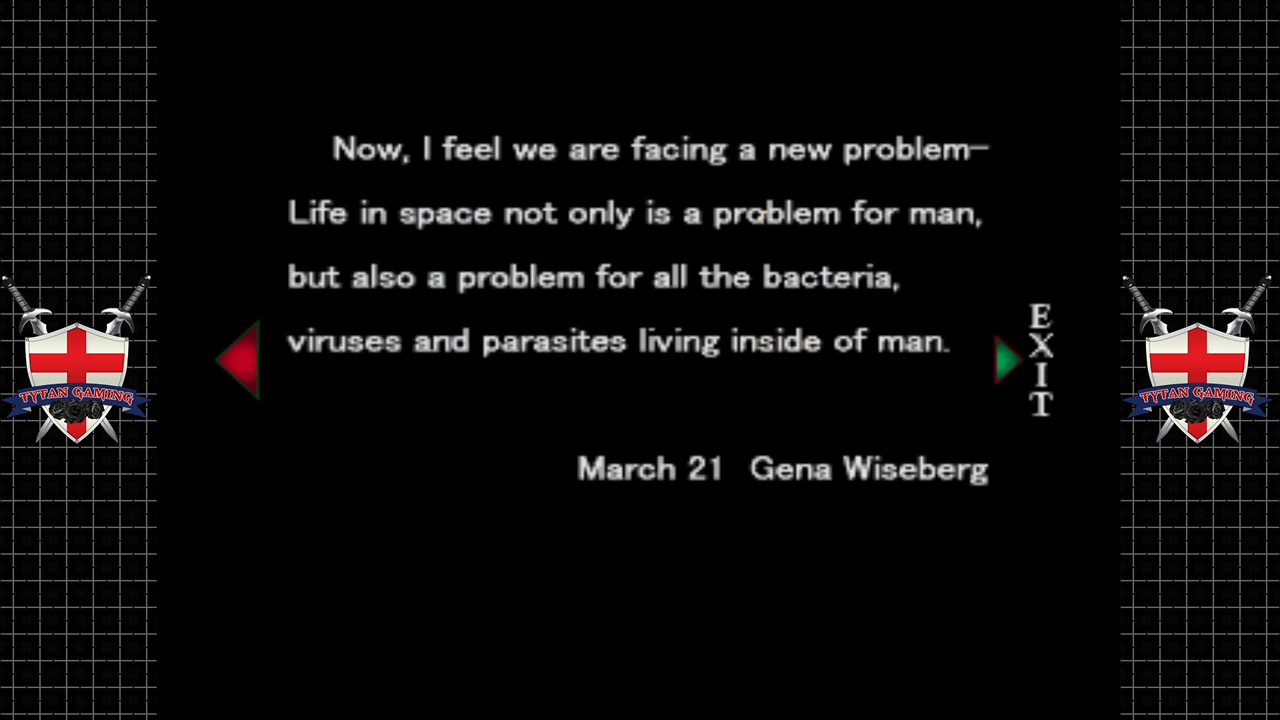 Now, I feel we are facing a new problem-
Life in space not only is a problem for man,
but also a problem for all the bacteria,
viruses and parasites living inside of man.
EXIT
March 21 Gena Wiseberg
TYTAN GAMING
TYTAN GAMING